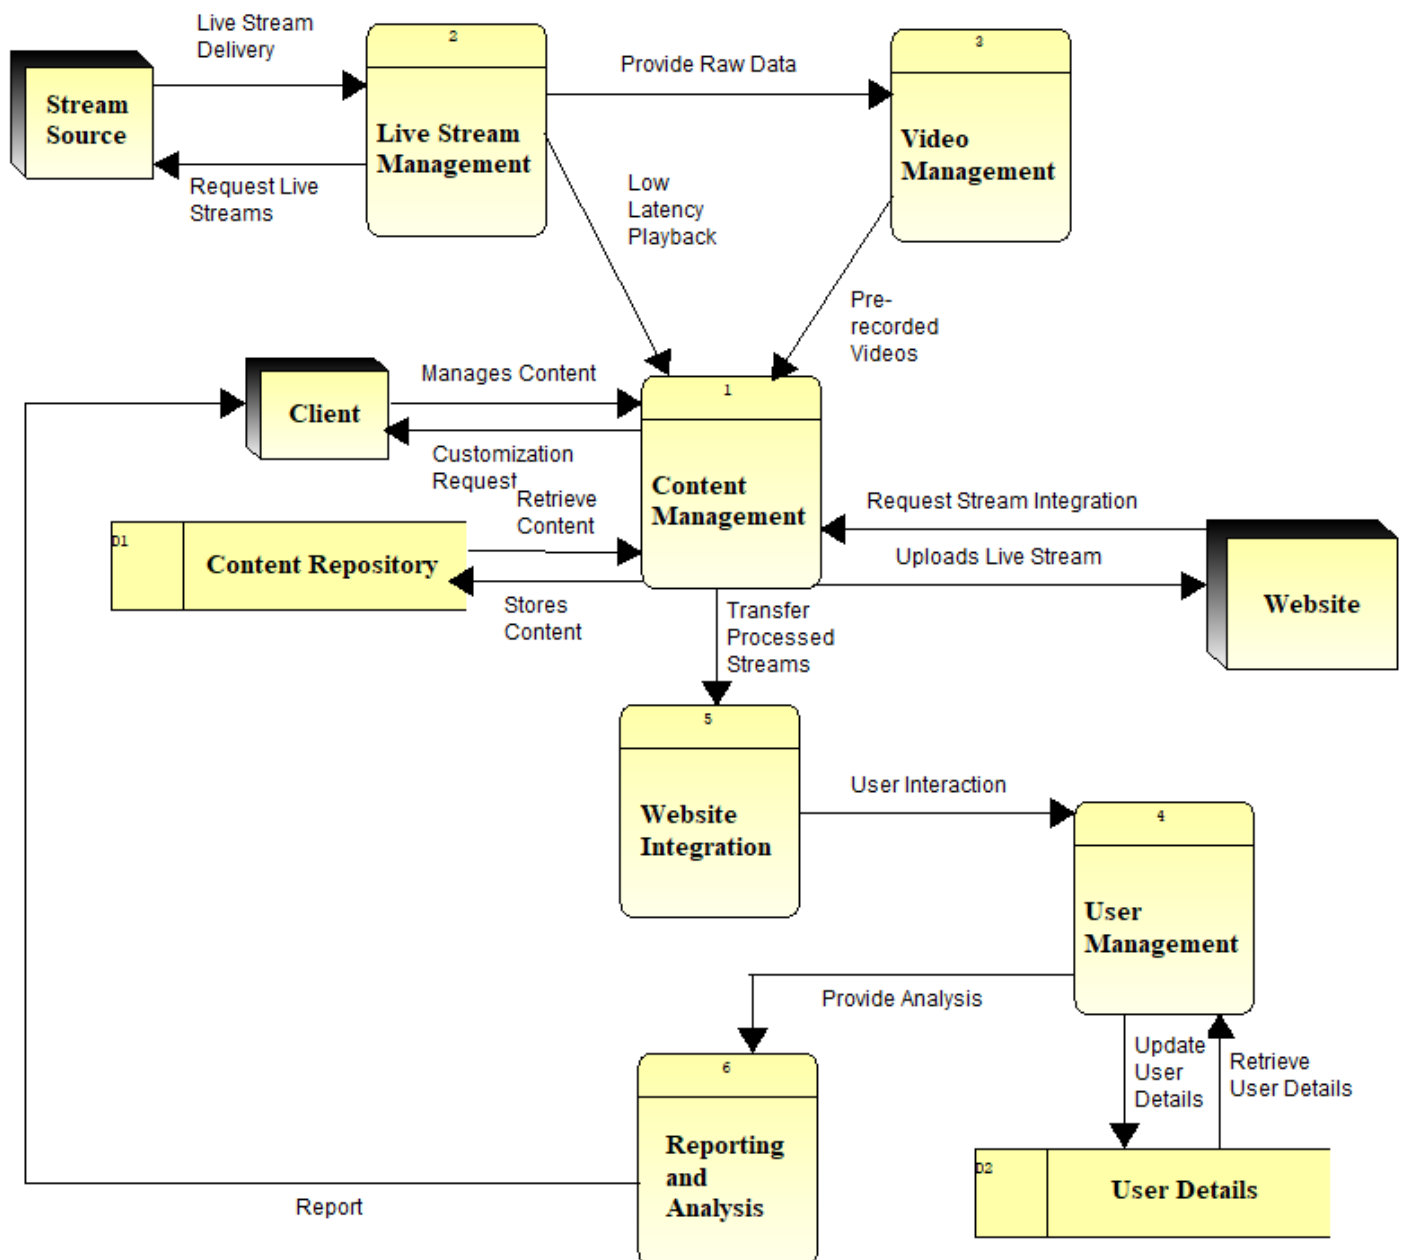 Live Stream
Delivery
2
3
Provide Raw Data
Stream
Source
Live Stream
Management
Video
Management
Request Live
Streams
Low
Latency
Playback
Pre-
recorded
Videos
Manages Content
1
Client
Customization
Request
Retrieve
Content
Content
Management
Request Stream Integration
D1
Content Repository
Uploads Live Stream
Website
Stores
Content
Transfer
Processed
Streams
5
User Interaction
Website
Integration
4
User
Management
Provide Analysis
Update
User
Details
Retrieve
User Details
6
Reporting
and
Analysis
D2
User Details
Report